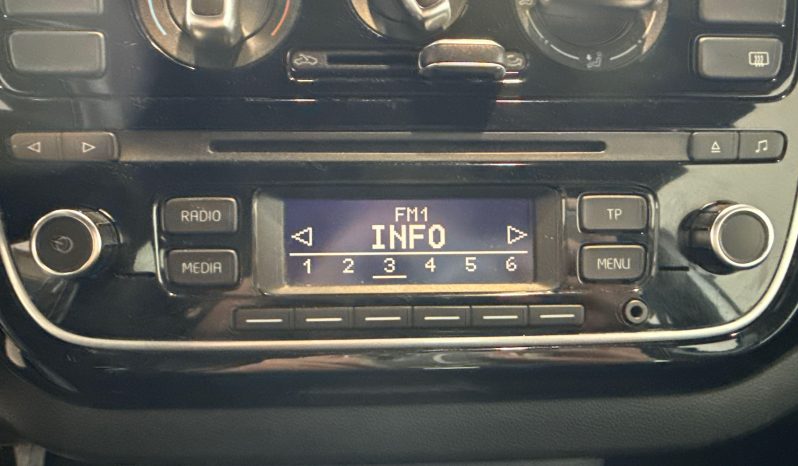 RADIO
FM1
TP
INFO
MEDIA
1 2 3 4 5 6
MENU